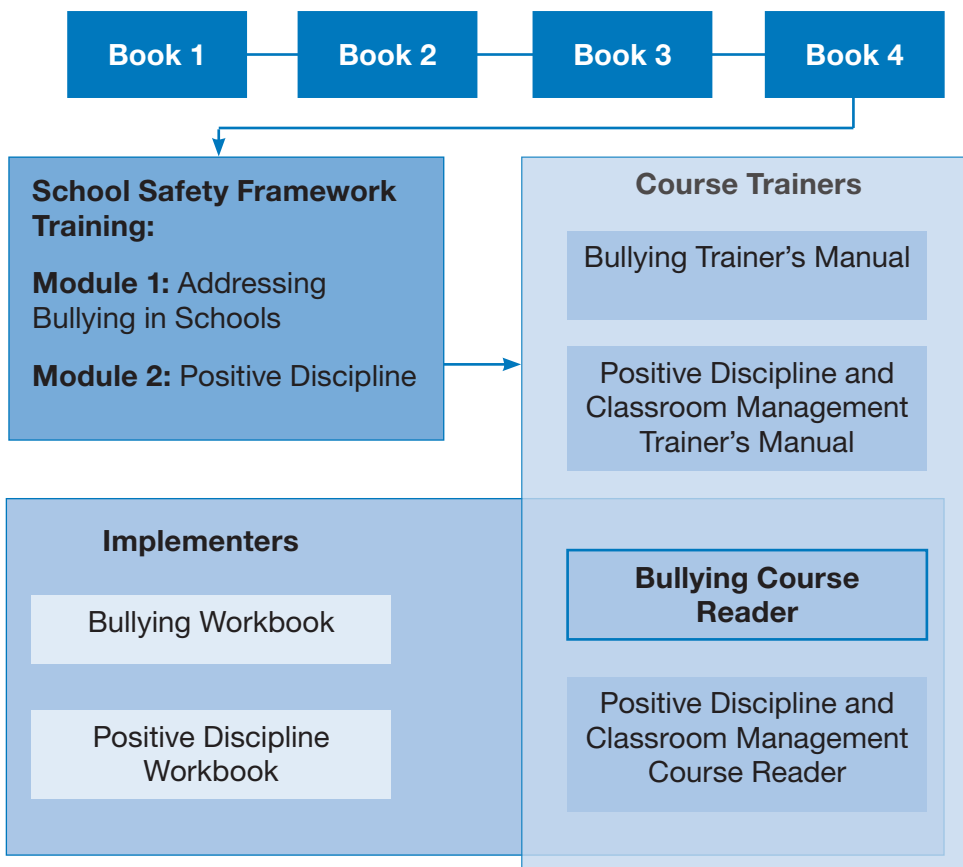 Book 1
Book 2
Book 3
Book 4
School Safety Framework
Training:
Module 1: Addressing
Bullying in Schools
Module 2: Positive Discipline
Course Trainers
Bullying Trainer’s Manual
Positive Discipline and
Classroom Management
Trainer’s Manual
Implementers
Bullying Workbook
Positive Discipline
Workbook
Bullying Course
Reader
Positive Discipline and
Classroom Management
Course Reader